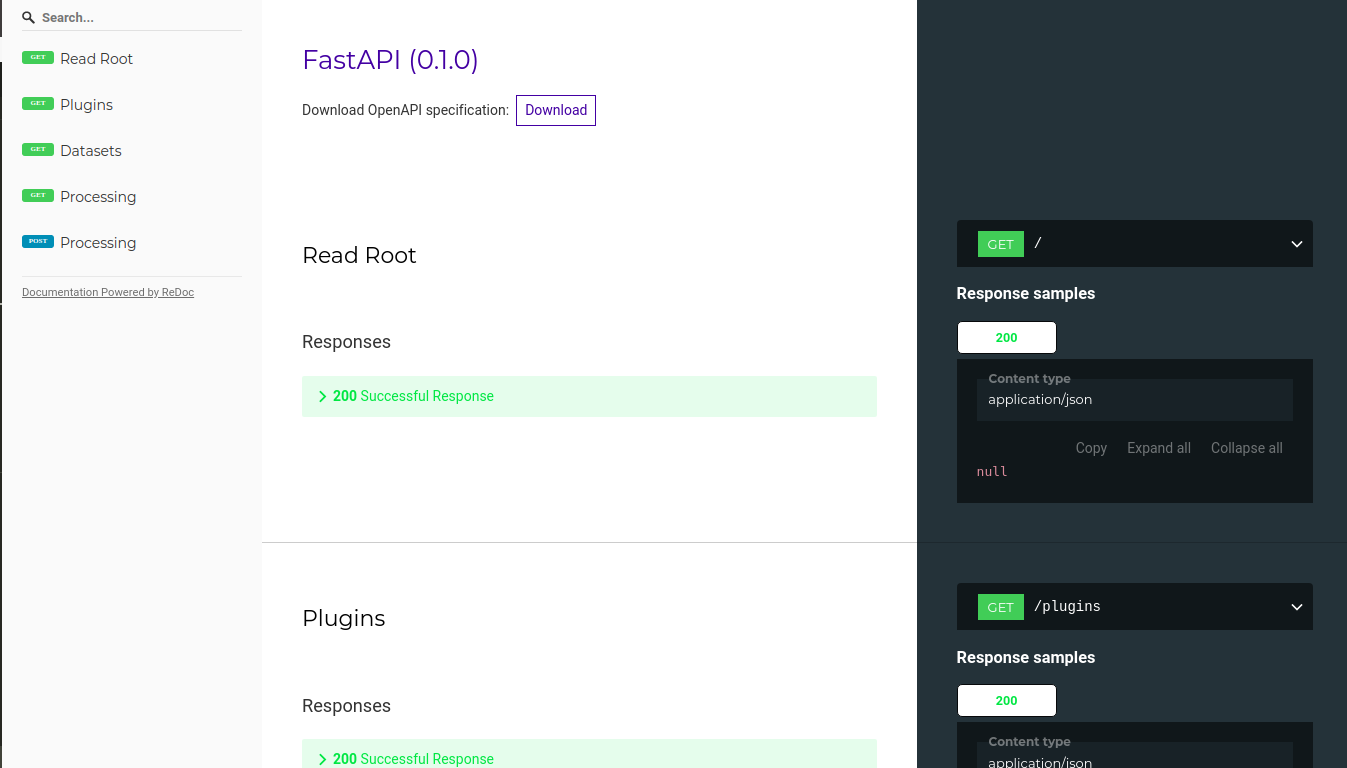 Search...
GET Read Root
GET Plugins
GET Datasets
GET Processing
POST Processing
Documentation Powered by ReDoc
FastAPI (0.1.0)
Download OpenAPI specification: Download
Read Root
Responses
200 Successful Response
GET /
Response samples
200
Content type
application/json
Copy Expand all Collapse all
null
Plugins
Responses
200 Successful Response
GET /plugins
Response samples
200
Content type
application/json